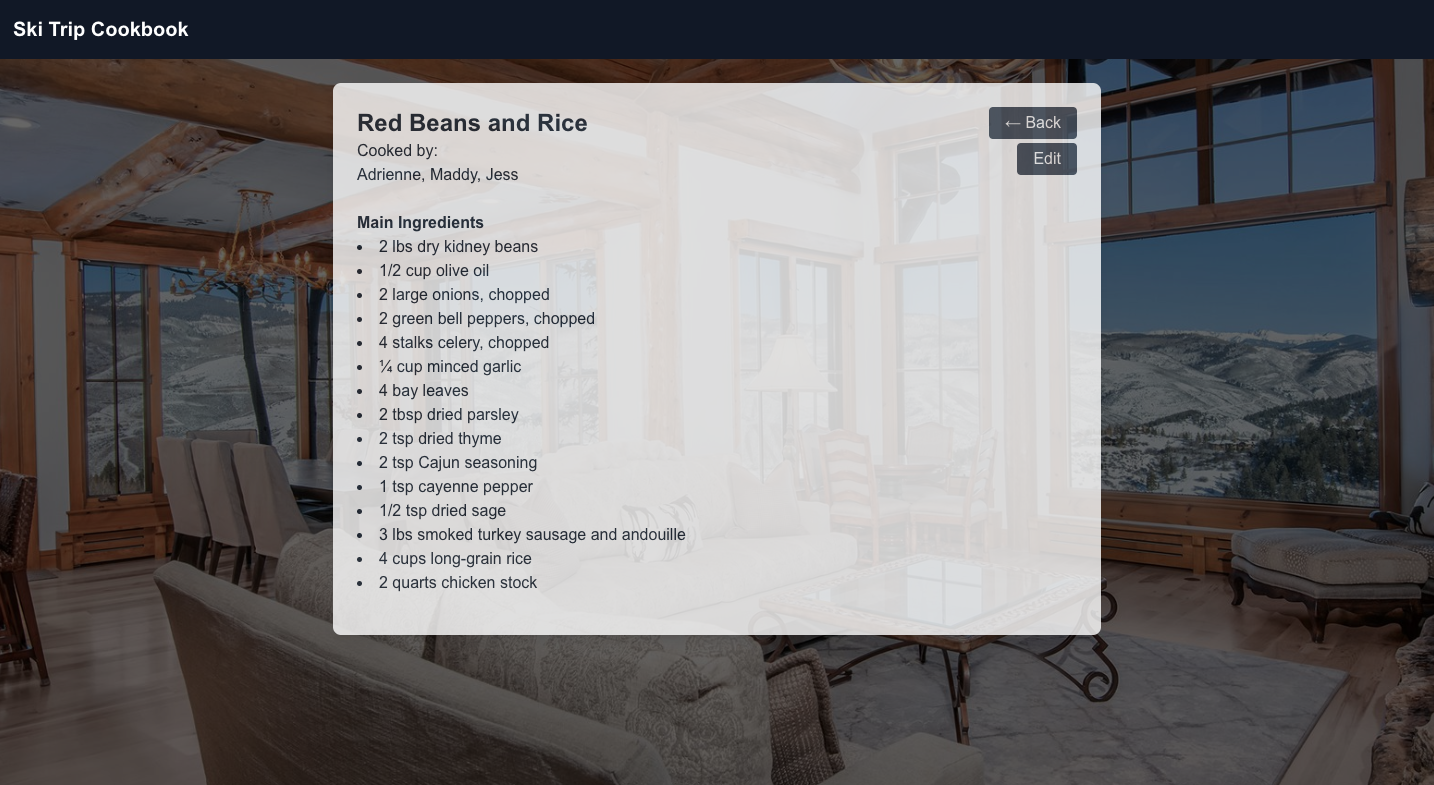 Ski Trip Cookbook
Red Beans and Rice
← Back
Cooked by:
Edit
Adrienne, Maddy, Jess
Main Ingredients
• 2 lbs dry kidney beans
• 1/2 cup olive oil
• 2 large onions, chopped
• 2 green bell peppers, chopped
• 4 stalks celery, chopped
• ¼ cup minced garlic
• 4 bay leaves
• 2 tbsp dried parsley
• 2 tsp dried thyme
• 2 tsp Cajun seasoning
• 1 tsp cayenne pepper
• 1/2 tsp dried sage
• 3 lbs smoked turkey sausage and andouille
• 4 cups long-grain rice
• 2 quarts chicken stock